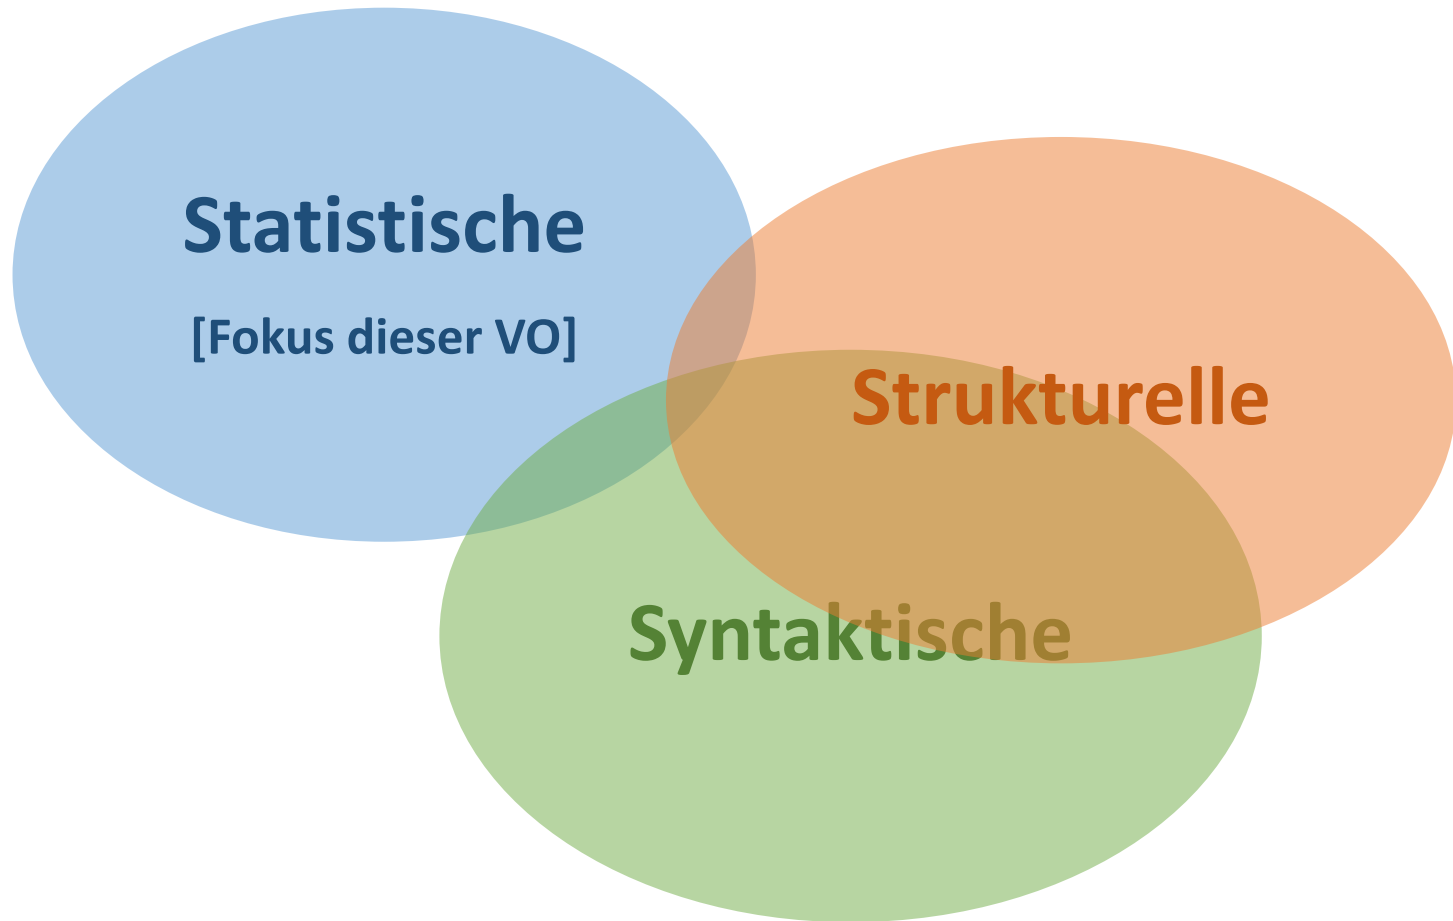 Statistische
[Fokus dieser VO]
Strukturelle
Syntaktische